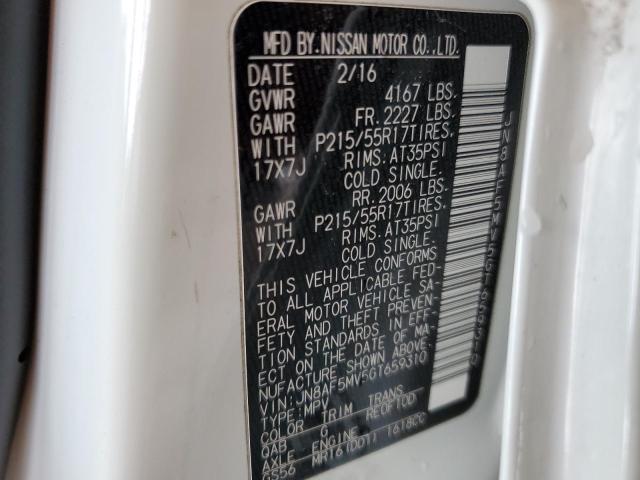 MFD BY. NISSAN MOTOR CO., LTD.
DATE 2/16
GVWR 4167 LBS.
GAWR FR. 2227 LBS.
WITH P215/55R17TIRES,
17X7J RIMS. AT35PSI
COLD SINGLE.
GAWR RR. 2006 LBS.
WITH P215/55R17TIRES,
17X7J RIMS. AT35PSI
COLD SINGLE.
THIS VEHICLE CONFORMS
TO ALL APPLICABLE FED-
ERAL MOTOR VEHICLE SA-
FETY AND THEFT PREVEN-
TION STANDARDS IN EFF-
ECT ON THE DATE OF MA-
NUFACTURE SHOWN ABOVE.
VIN: JN8AF5MV5GT659310
TYPE: MPV
COLOR TRIM TRANS
QAB G RE0F10D
AXLE ENGINE
GS56 MR16(DDT) 1618CC